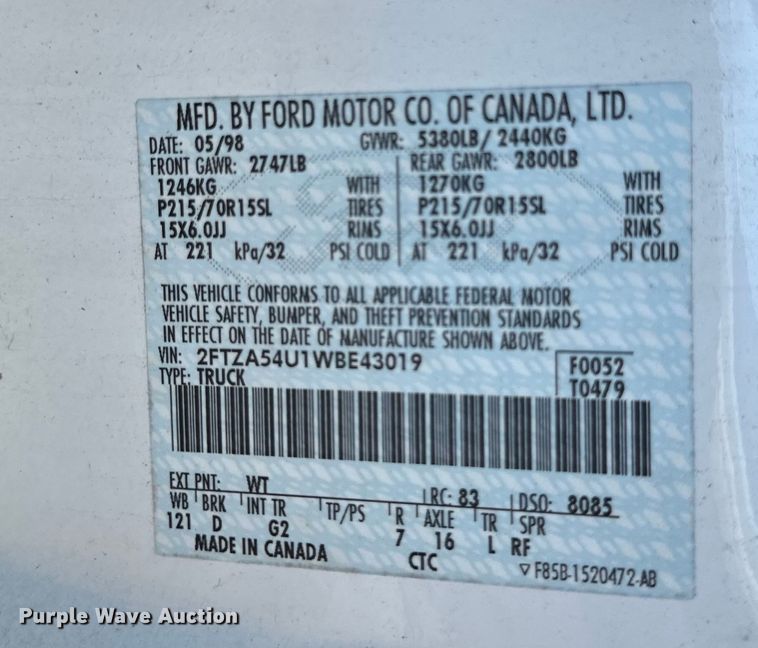 MFD. BY FORD MOTOR CO. OF CANADA, LTD.
DATE: 05/98 GVWR: 5380LB/ 2440KG
FRONT GAWR: 2747LB REAR GAWR: 2800LB
1246KG WITH 1270KG WITH
P215/70R15SL TIRES P215/70R15SL TIRES
15X6.0JJ RIMS 15X6.0JJ RIMS
AT 221 kPa/32 PSI COLD AT 221 kPa/32 PSI COLD
THIS VEHICLE CONFORMS TO ALL APPLICABLE FEDERAL MOTOR
VEHICLE SAFETY, BUMPER, AND THEFT PREVENTION STANDARDS
IN EFFECT ON THE DATE OF MANUFACTURE SHOWN ABOVE.
VIN: 2FTZA54U1WBE43019 F0052
TYPE: TRUCK T0479
EXT PNT: WT RC: 83 DSO: 8085
WB BRK INT TR TP/PS R AXLE TR SPR
121 D G2 7 16 L RF
MADE IN CANADA CTC F85B-1520472-AB
Purple Wave Auction